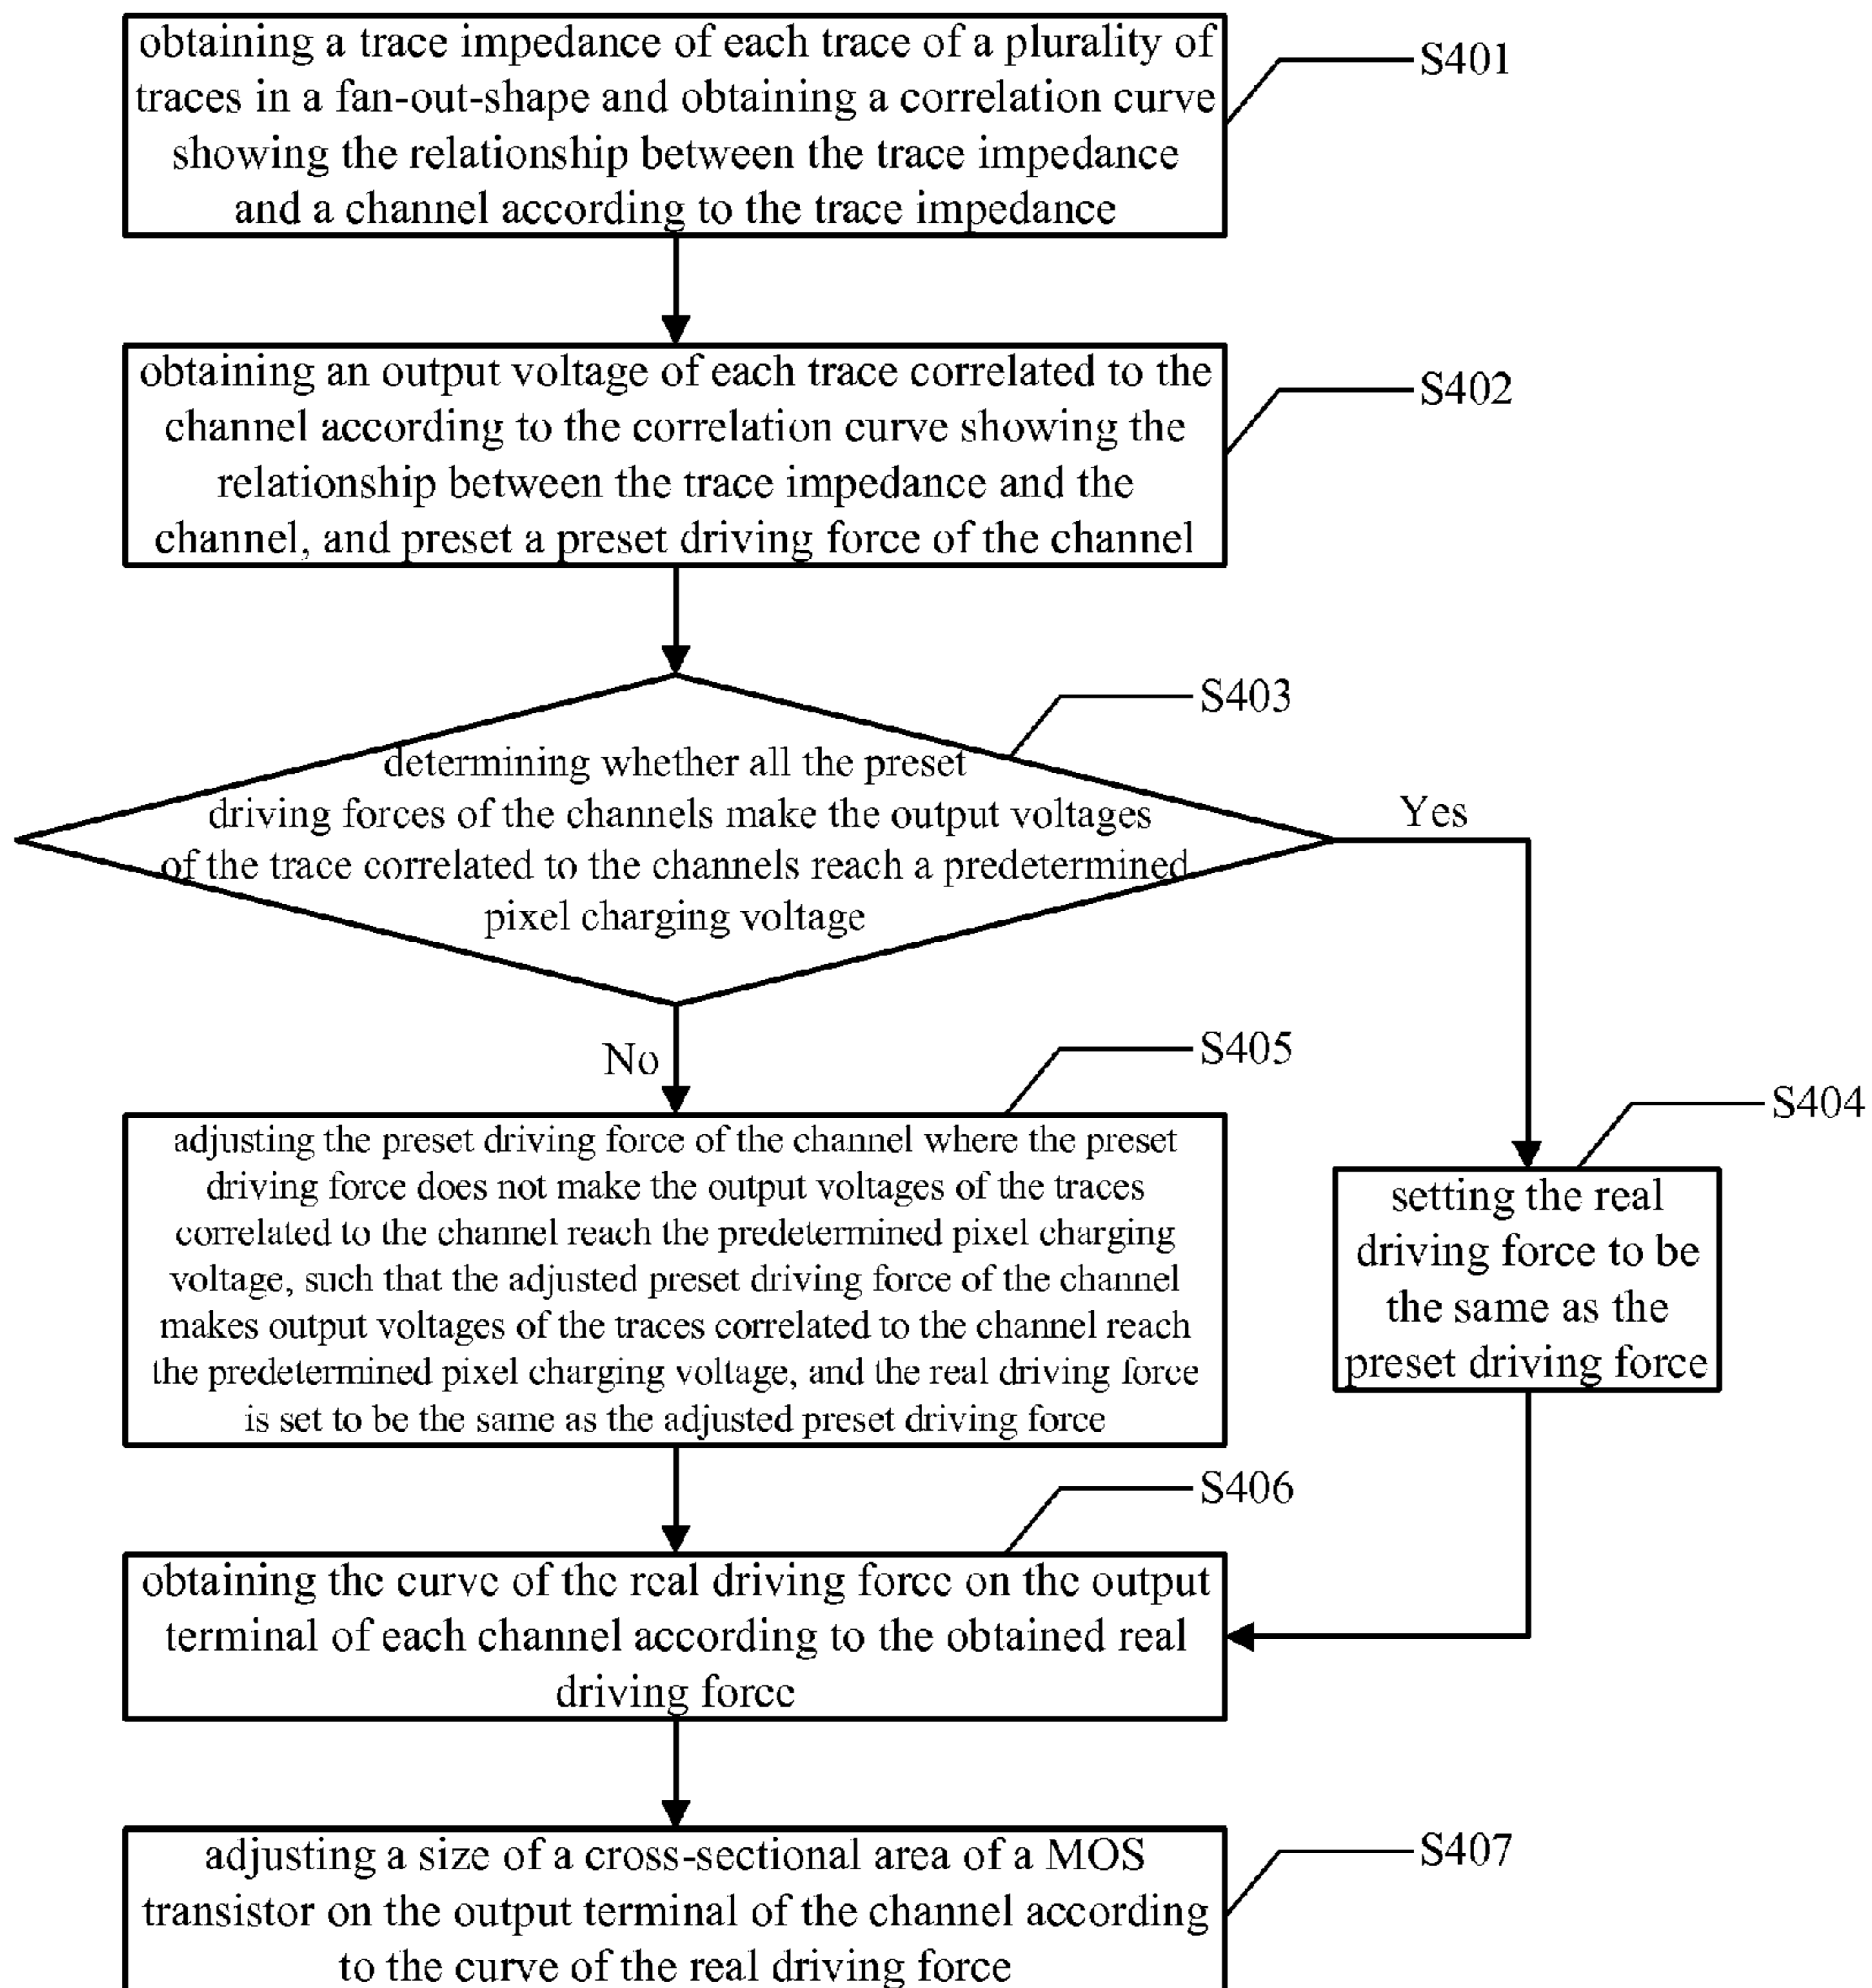 obtaining a trace impedance of each trace of a plurality of
traces in a fan-out-shape and obtaining a correlation curve
showing the relationship between the trace impedance
and a channel according to the trace impedance
S401
obtaining an output voltage of each trace correlated to the
channel according to the correlation curve showing the
relationship between the trace impedance and the
channel, and preset a preset driving force of the channel
S402
determining whether all the preset
driving forces of the channels make the output voltages
of the trace correlated to the channels reach a predetermined
pixel charging voltage
S403
Yes
No
adjusting the preset driving force of the channel where the preset
driving force does not make the output voltages of the traces
correlated to the channel reach the predetermined pixel charging
voltage, such that the adjusted preset driving force of the channel
makes output voltages of the traces correlated to the channel reach
the predetermined pixel charging voltage, and the real driving force
is set to be the same as the adjusted preset driving force
S405
setting the real
driving force to be
the same as the
preset driving force
S404
obtaining the curve of the real driving force on the output
terminal of each channel according to the obtained real
driving force
S406
adjusting a size of a cross-sectional area of a MOS
transistor on the output terminal of the channel according
to the curve of the real driving force
S407